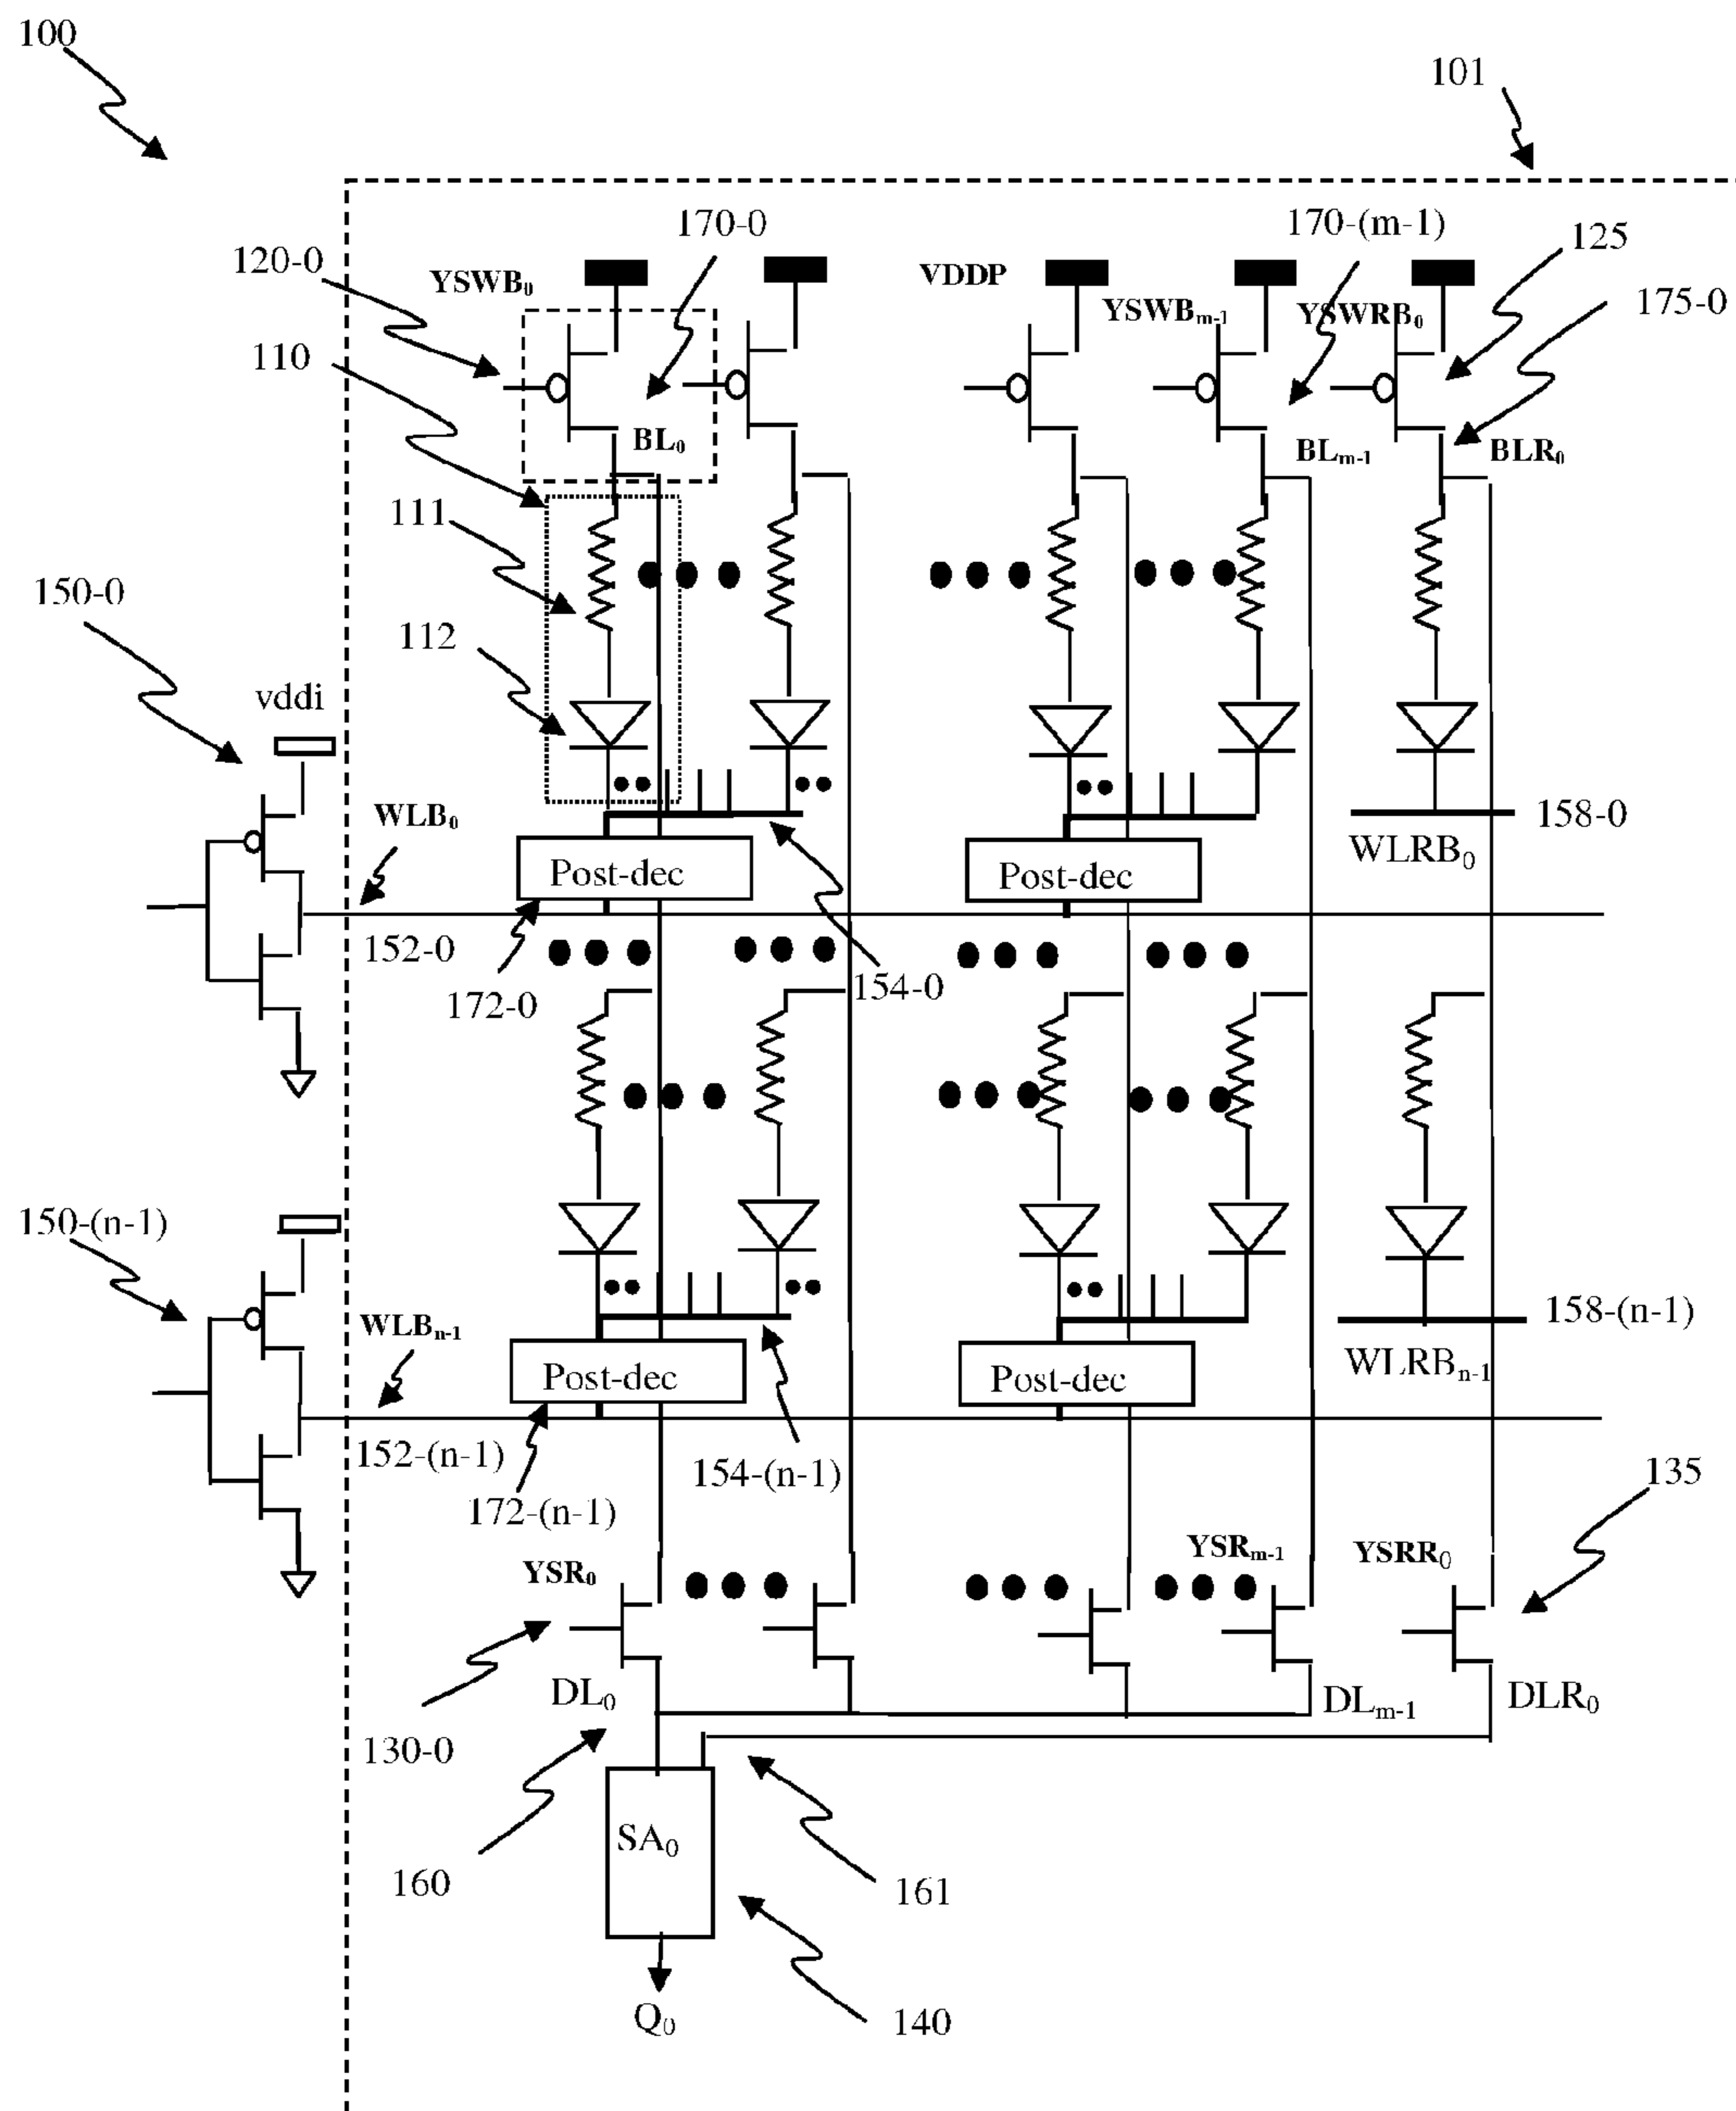 100
101
170-0
170-(m-1)
125
120-0
YSWB₀
VDDP
YSWBₘ₋₁
YSWRB₀
175-0
110
BL₀
BLₘ₋₁
BLR₀
111
150-0
112
vddi
WLB₀
158-0
WLRB₀
Post-dec
Post-dec
152-0
154-0
172-0
150-(n-1)
WLBₙ₋₁
158-(n-1)
WLRBₙ₋₁
Post-dec
Post-dec
152-(n-1)
154-(n-1)
135
172-(n-1)
YSR₀
YSRₘ₋₁
YSRR₀
DL₀
DLₘ₋₁
DLR₀
130-0
SA₀
160
161
Q₀
140